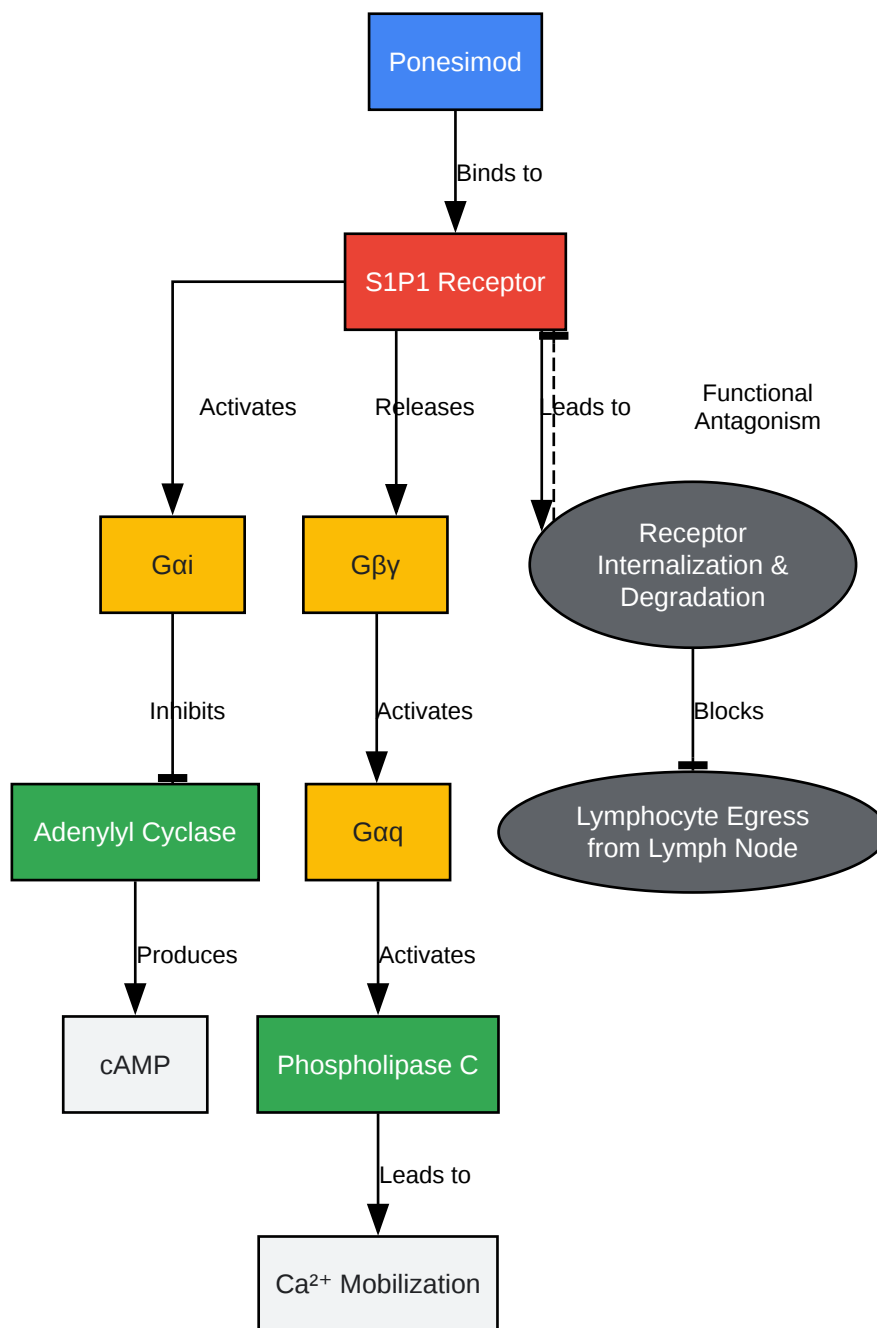 Ponesimod
Binds to
S1P1 Receptor
Activates
Releases
Leads to
Functional
Antagonism
Gαi
Gβγ
Receptor
Internalization &
Degradation
Inhibits
Activates
Blocks
Adenylyl Cyclase
Gαq
Lymphocyte Egress
from Lymph Node
Produces
Activates
cAMP
Phospholipase C
Leads to
Ca²⁺ Mobilization